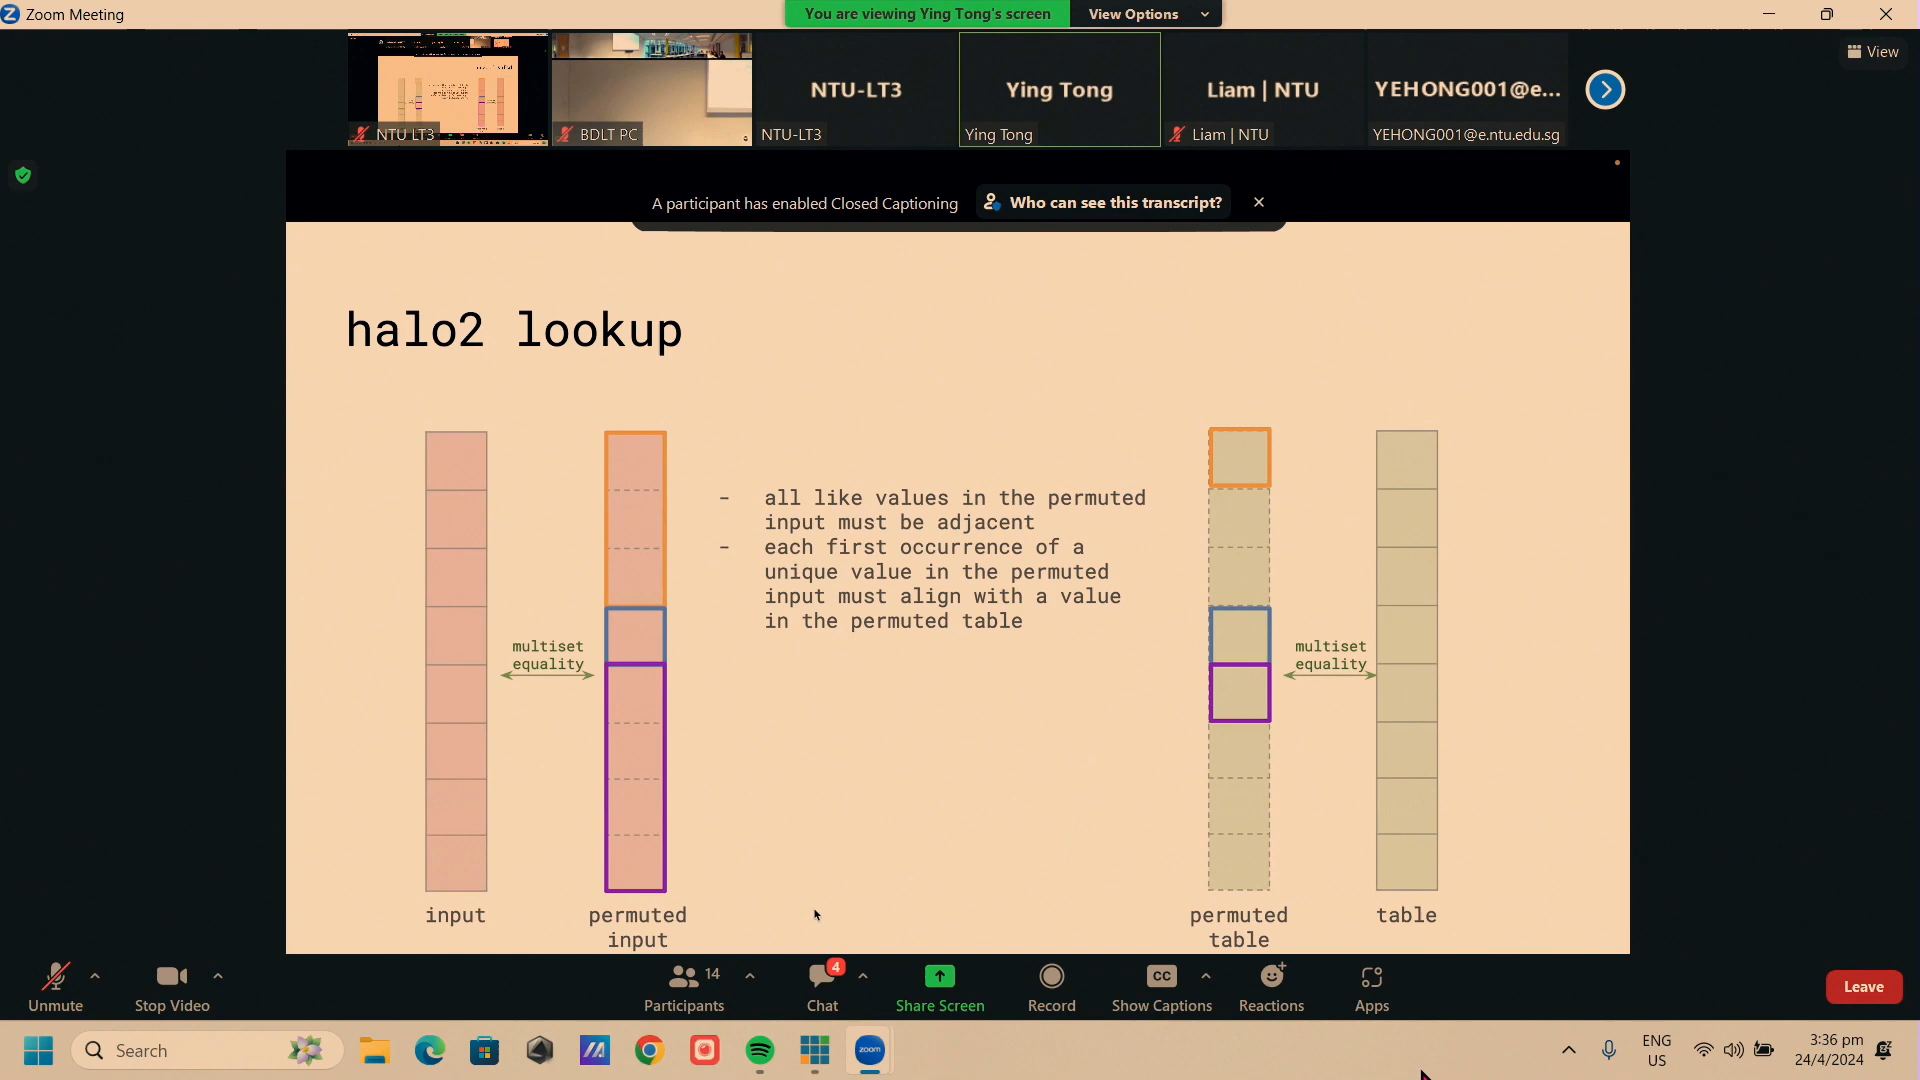 Zoom Meeting
You are viewing Ying Tong's screen
View Options
View
NTU LT3
BDLT PC
NTU-LT3
NTU-LT3
Ying Tong
Ying Tong
Liam | NTU
Liam | NTU
YEHONG001@e...
YEHONG001@e.ntu.edu.sg
A participant has enabled Closed Captioning
Who can see this transcript?
halo2 lookup
- all like values in the permuted
input must be adjacent
- each first occurrence of a
unique value in the permuted
input must align with a value
in the permuted table
multiset
equality
multiset
equality
input
permuted
input
permuted
table
table
Unmute
Stop Video
14
Participants
4
Chat
Share Screen
Record
CC
Show Captions
Reactions
Apps
Leave
Search
zoom
ENG
US
3:36 pm
24/4/2024